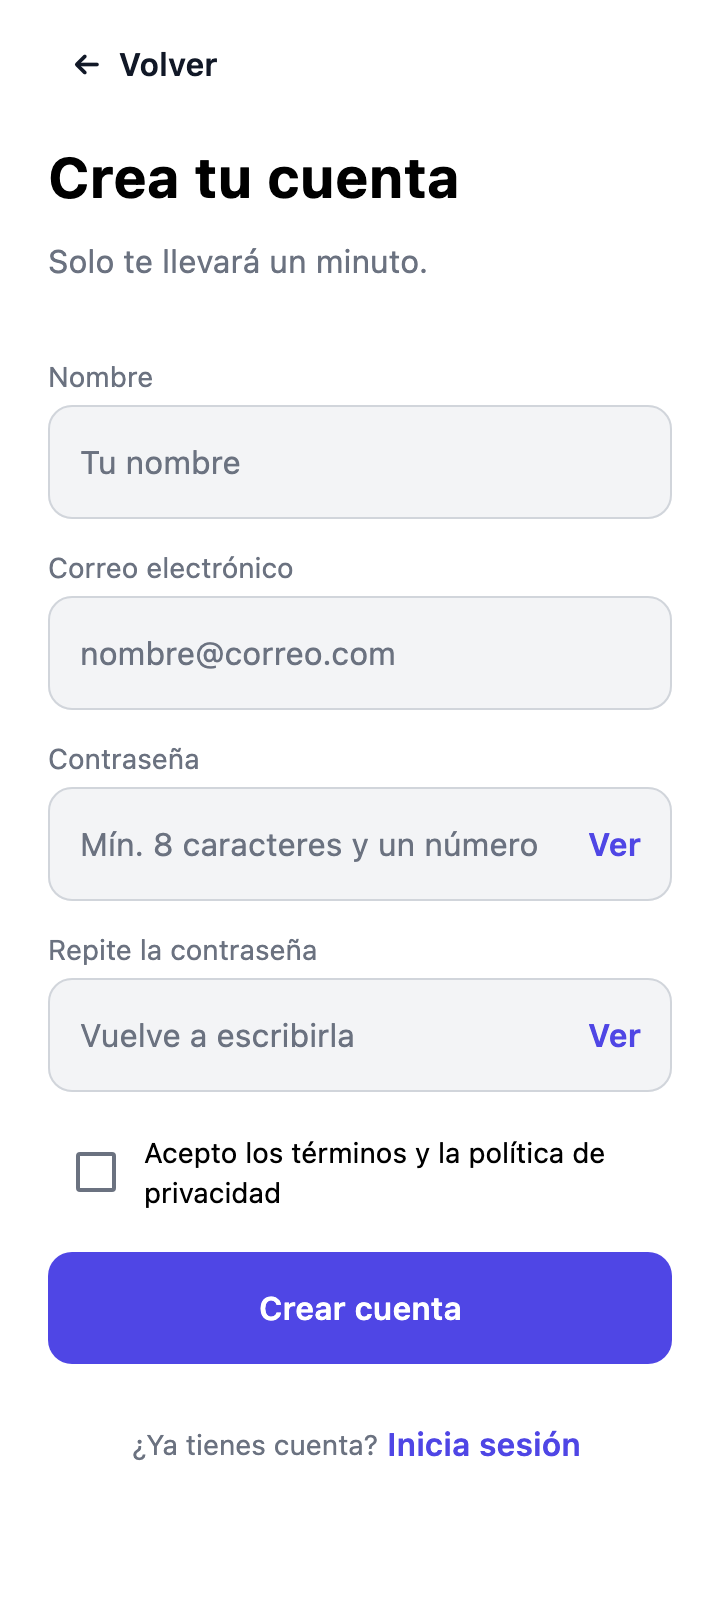 Volver
Crea tu cuenta
Solo te llevará un minuto.
Nombre
Tu nombre
Correo electrónico
nombre@correo.com
Contraseña
Mín. 8 caracteres y un número Ver
Repite la contraseña
Vuelve a escribirla Ver
Acepto los términos y la política de
privacidad
Crear cuenta
¿Ya tienes cuenta? Inicia sesión